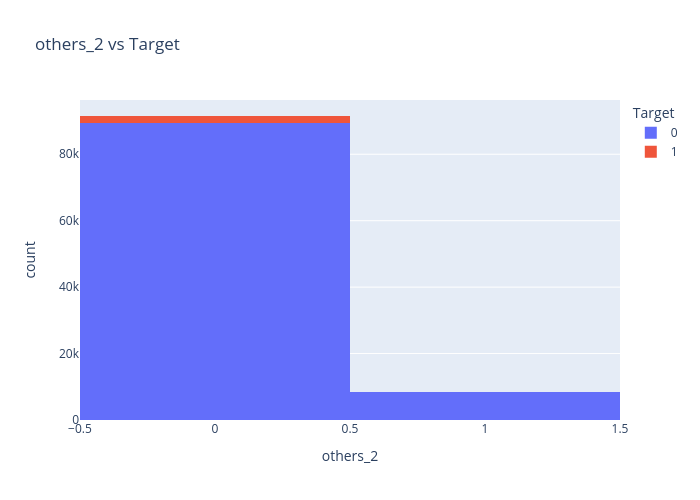 others_2 vs Target
Target
0
1
80k
60k
40k
20k
0
−0.5
0
0.5
1
1.5
count
others_2